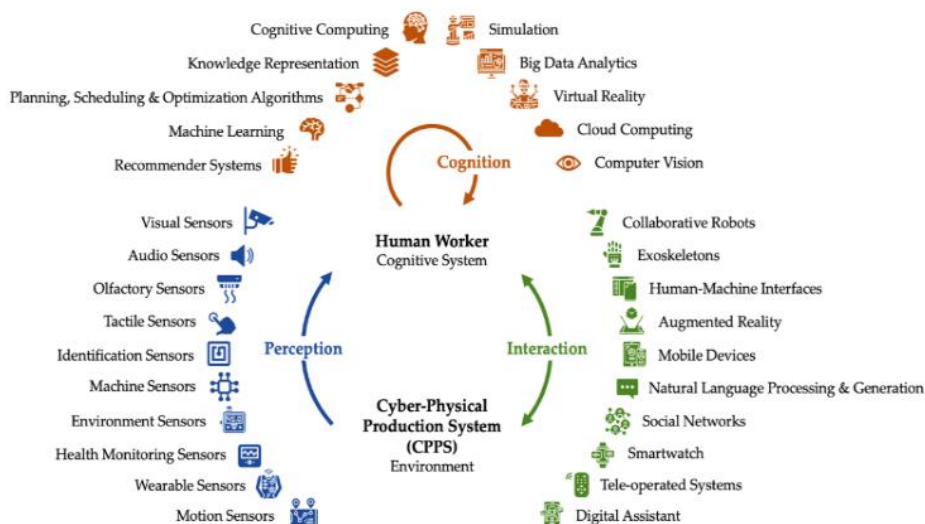 Cognitive Computing
Simulation
Knowledge Representation
Big Data Analytics
Planning, Scheduling & Optimization Algorithms
Virtual Reality
Machine Learning
Cloud Computing
Recommender Systems
Cognition
Computer Vision
Visual Sensors
Collaborative Robots
Human Worker
Audio Sensors
Exoskeletons
Cognitive System
Olfactory Sensors
Human-Machine Interfaces
Tactile Sensors
Augmented Reality
Identification Sensors
Perception
Interaction
Mobile Devices
Machine Sensors
Natural Language Processing & Generation
Cyber-Physical
Production System
(CPPS)
Environment
Environment Sensors
Social Networks
Health Monitoring Sensors
Smartwatch
Wearable Sensors
Tele-operated Systems
Motion Sensors
Digital Assistant